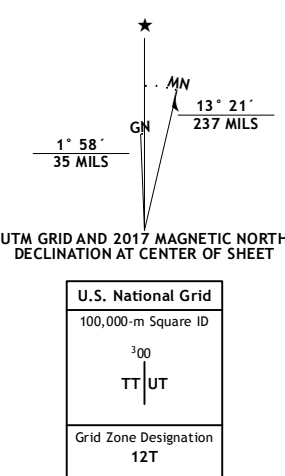 ★
MN
13° 21´
237 MILS
GN
1° 58´
35 MILS
UTM GRID AND 2017 MAGNETIC NORTH
DECLINATION AT CENTER OF SHEET
U.S. National Grid
100,000-m Square ID
³00
TT UT
Grid Zone Designation
12T